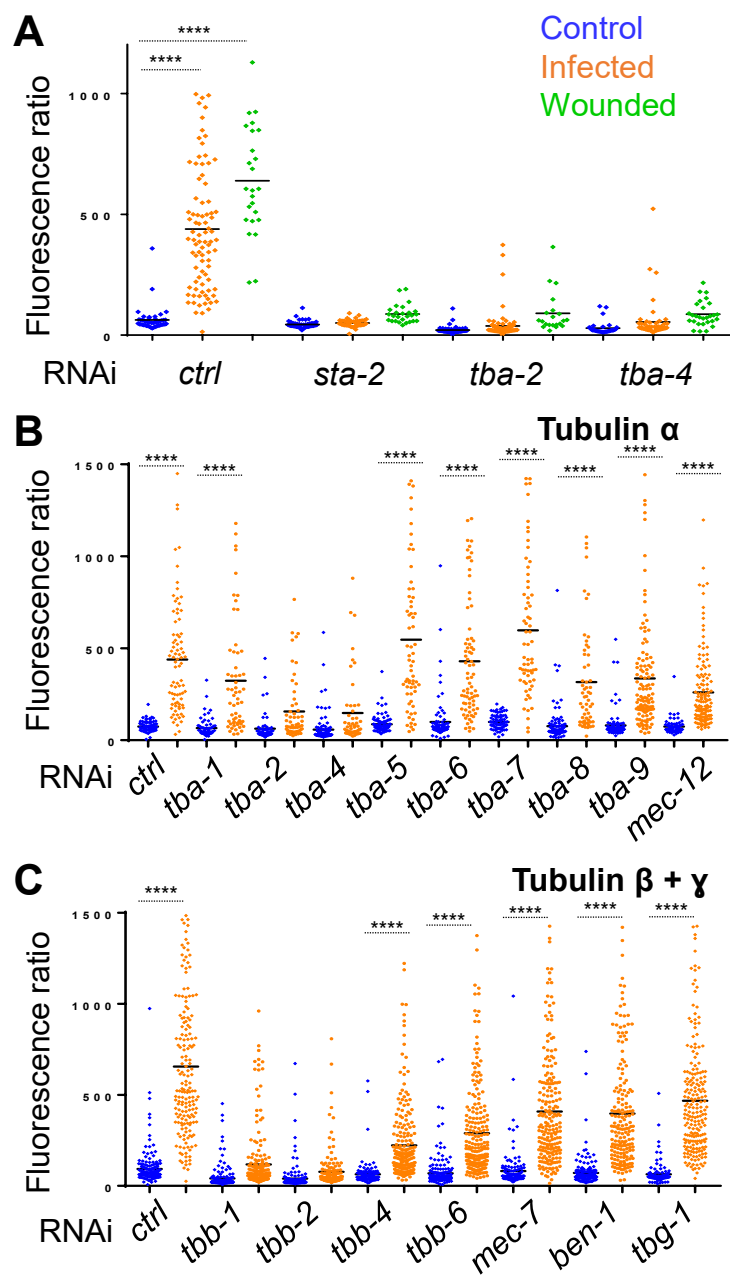 A
Control
Infected
Wounded
****
****
Fluorescence ratio
1000
500
0
RNAi
ctrl
sta-2
tba-2
tba-4
B
Tubulin α
****
****
****
****
****
****
****
****
Fluorescence ratio
1500
1000
500
0
RNAi
ctrl
tba-1
tba-2
tba-4
tba-5
tba-6
tba-7
tba-8
tba-9
mec-12
C
Tubulin β + ɣ
****
****
****
****
****
****
Fluorescence ratio
1500
1000
500
0
RNAi
ctrl
tbb-1
tbb-2
tbb-4
tbb-6
mec-7
ben-1
tbg-1